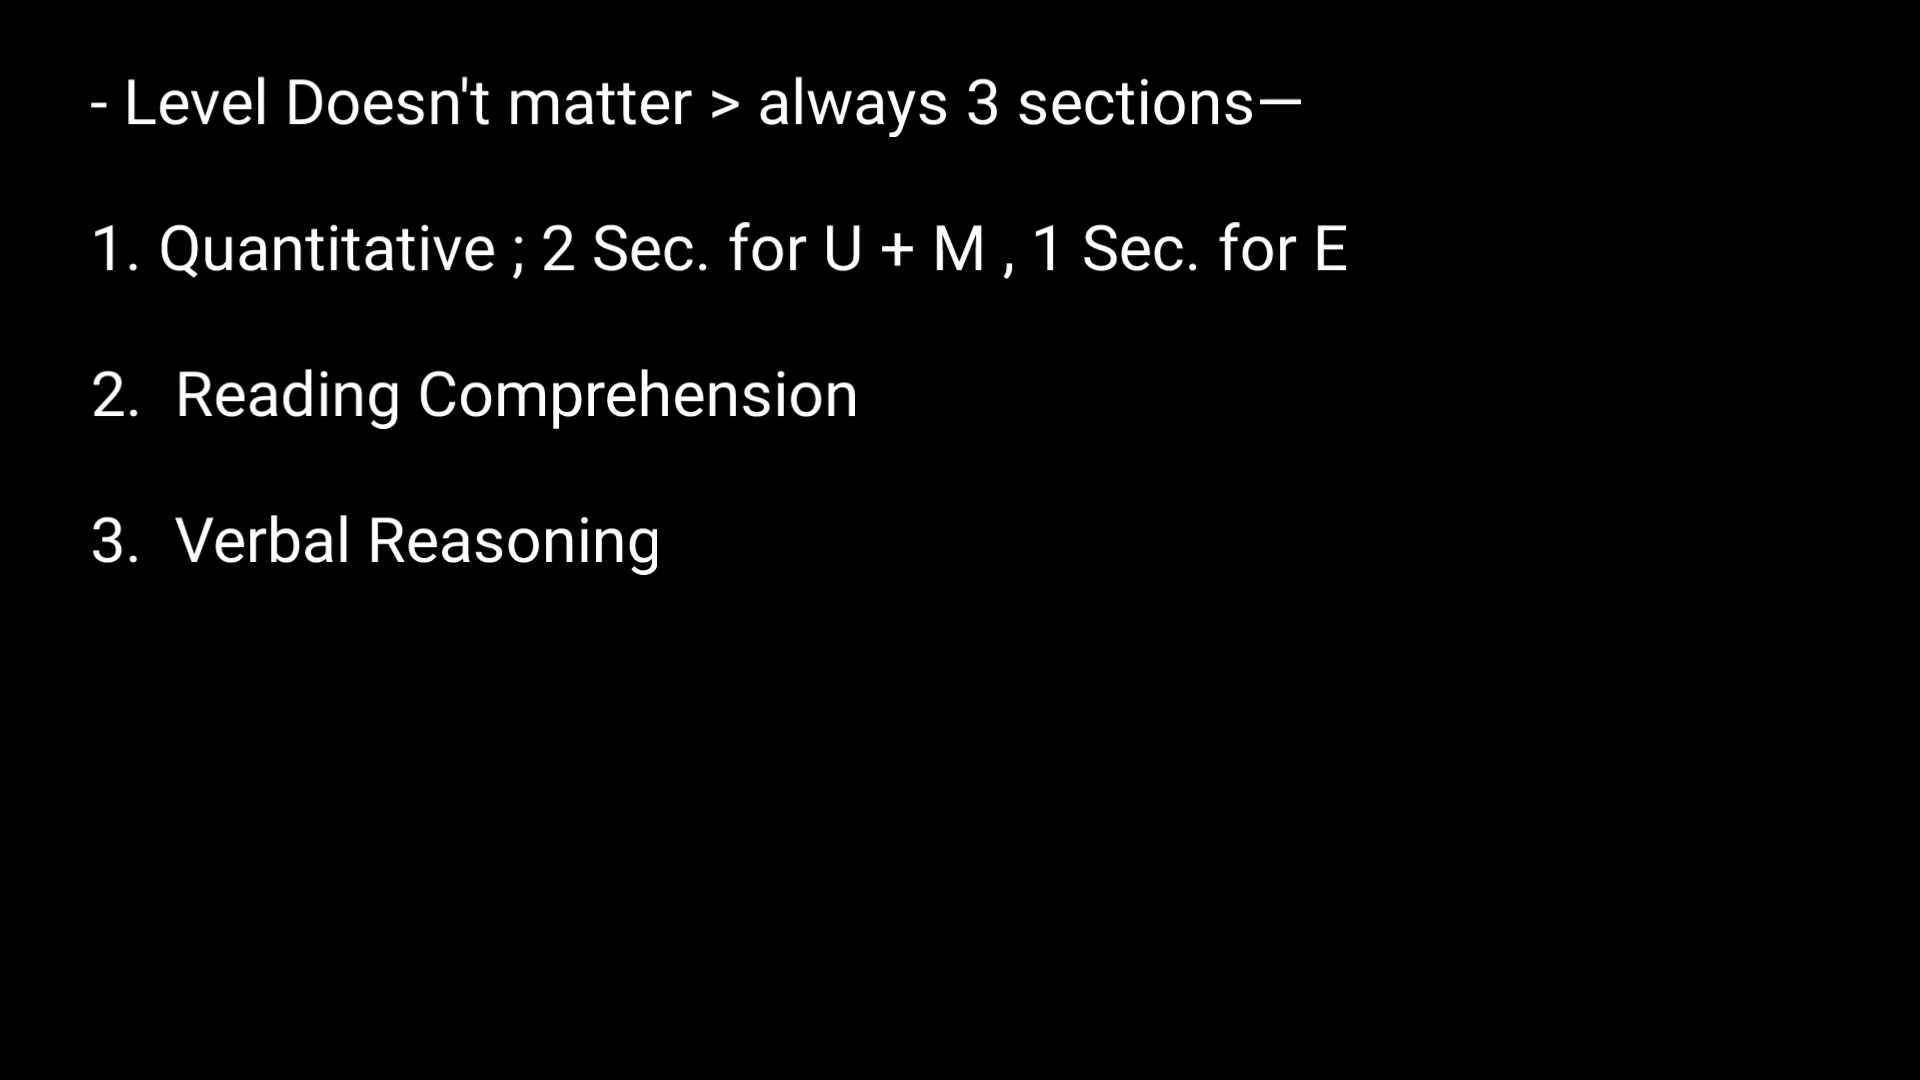 - Level Doesn't matter > always 3 sections—
1. Quantitative ; 2 Sec. for U + M , 1 Sec. for E
2.  Reading Comprehension
3.  Verbal Reasoning